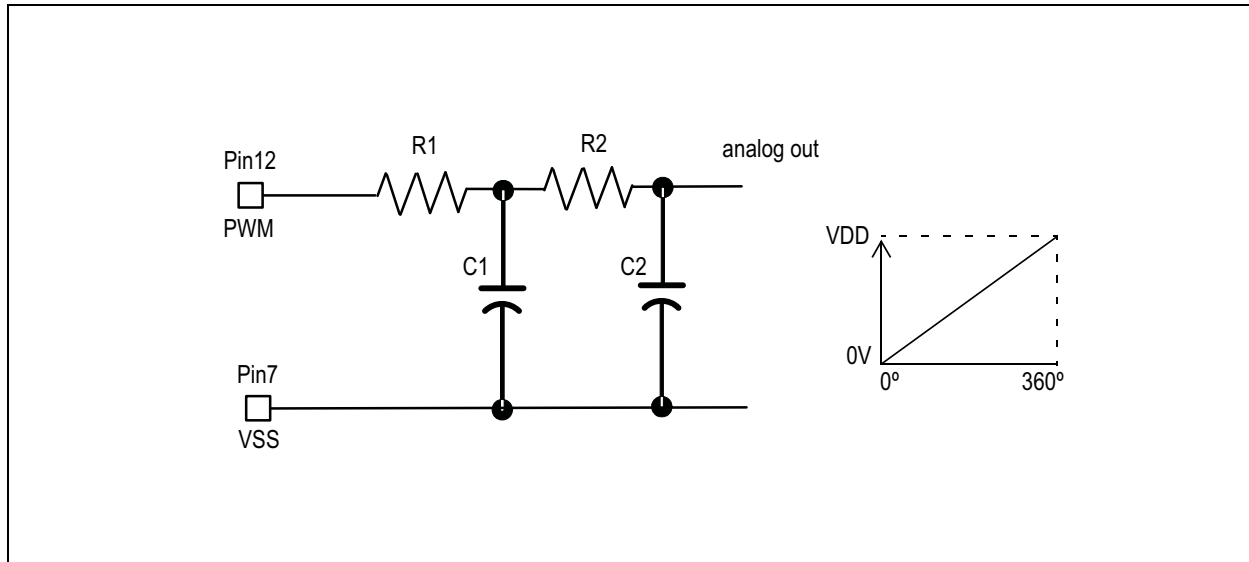 R1
R2
analog out
Pin12
PWM
C1
C2
VDD
0V
0º
360º
Pin7
VSS